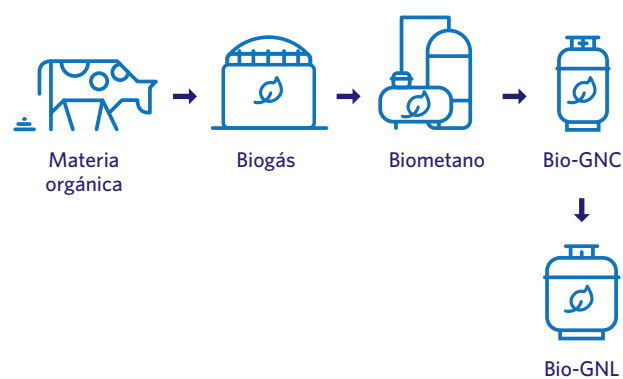 Materia
orgánica
Biogás
Biometano
Bio-GNC
Bio-GNL